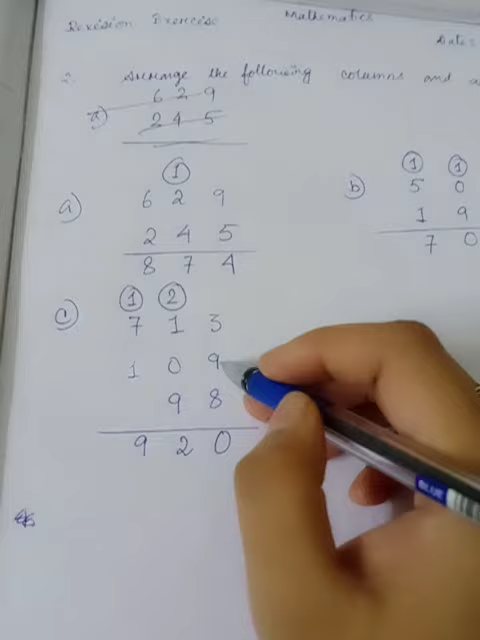 Revision Exercise Mathematics
Date:
2. Arrange the following columns and a
a) 6 2 9
2 4 5
1
a) 6 2 9
2 4 5
8 7 4
1 1
b) 5 0
1 9
7 0
1 2
c) 7 1 3
1 0 9
9 8
9 2 0
BLUE